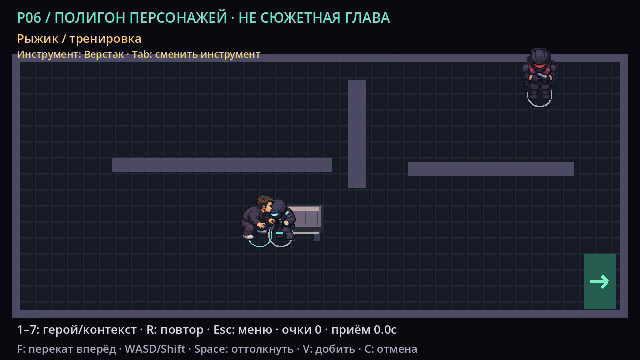 P06 / ПОЛИГОН ПЕРСОНАЖЕЙ · НЕ СЮЖЕТНАЯ ГЛАВА
Рыжик / тренировка
Инструмент: Верстак · Tab: сменить инструмент
1–7: герой/контекст · R: повтор · Esc: меню · очки 0 · приём 0.0с
F: перекат вперёд · WASD/Shift · Space: оттолкнуть · V: добить · C: отмена